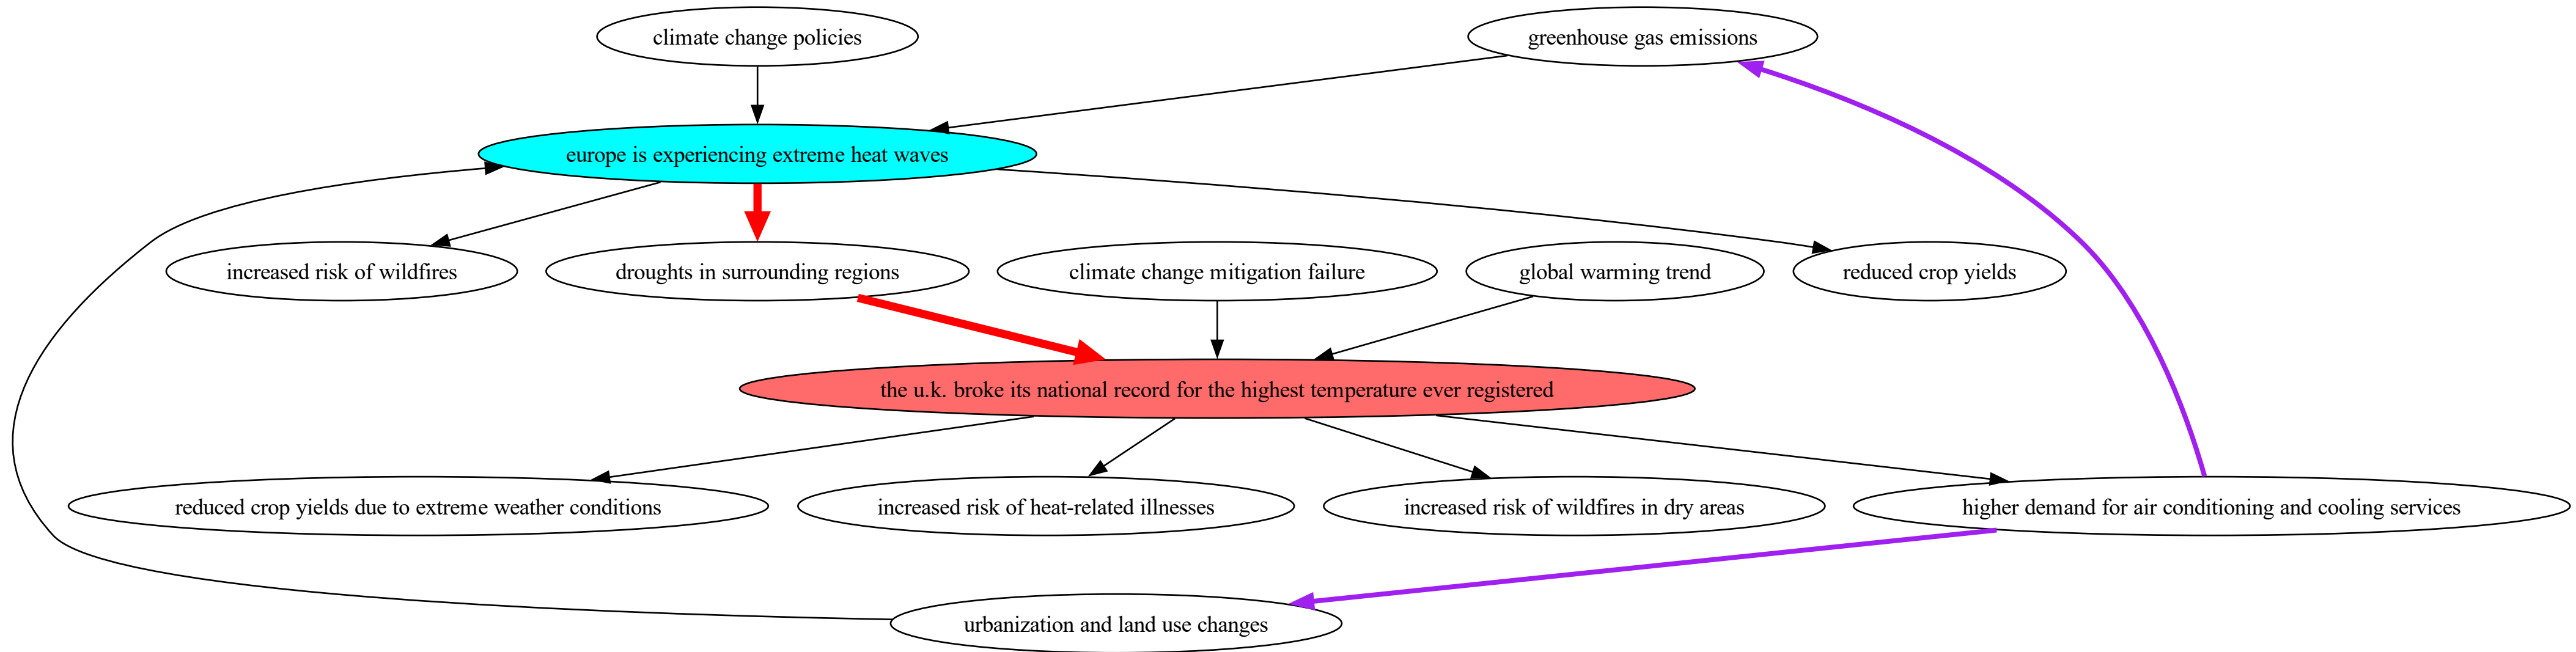 climate change policies
greenhouse gas emissions
europe is experiencing extreme heat waves
increased risk of wildfires
droughts in surrounding regions
climate change mitigation failure
global warming trend
reduced crop yields
the u.k. broke its national record for the highest temperature ever registered
reduced crop yields due to extreme weather conditions
increased risk of heat-related illnesses
increased risk of wildfires in dry areas
higher demand for air conditioning and cooling services
urbanization and land use changes